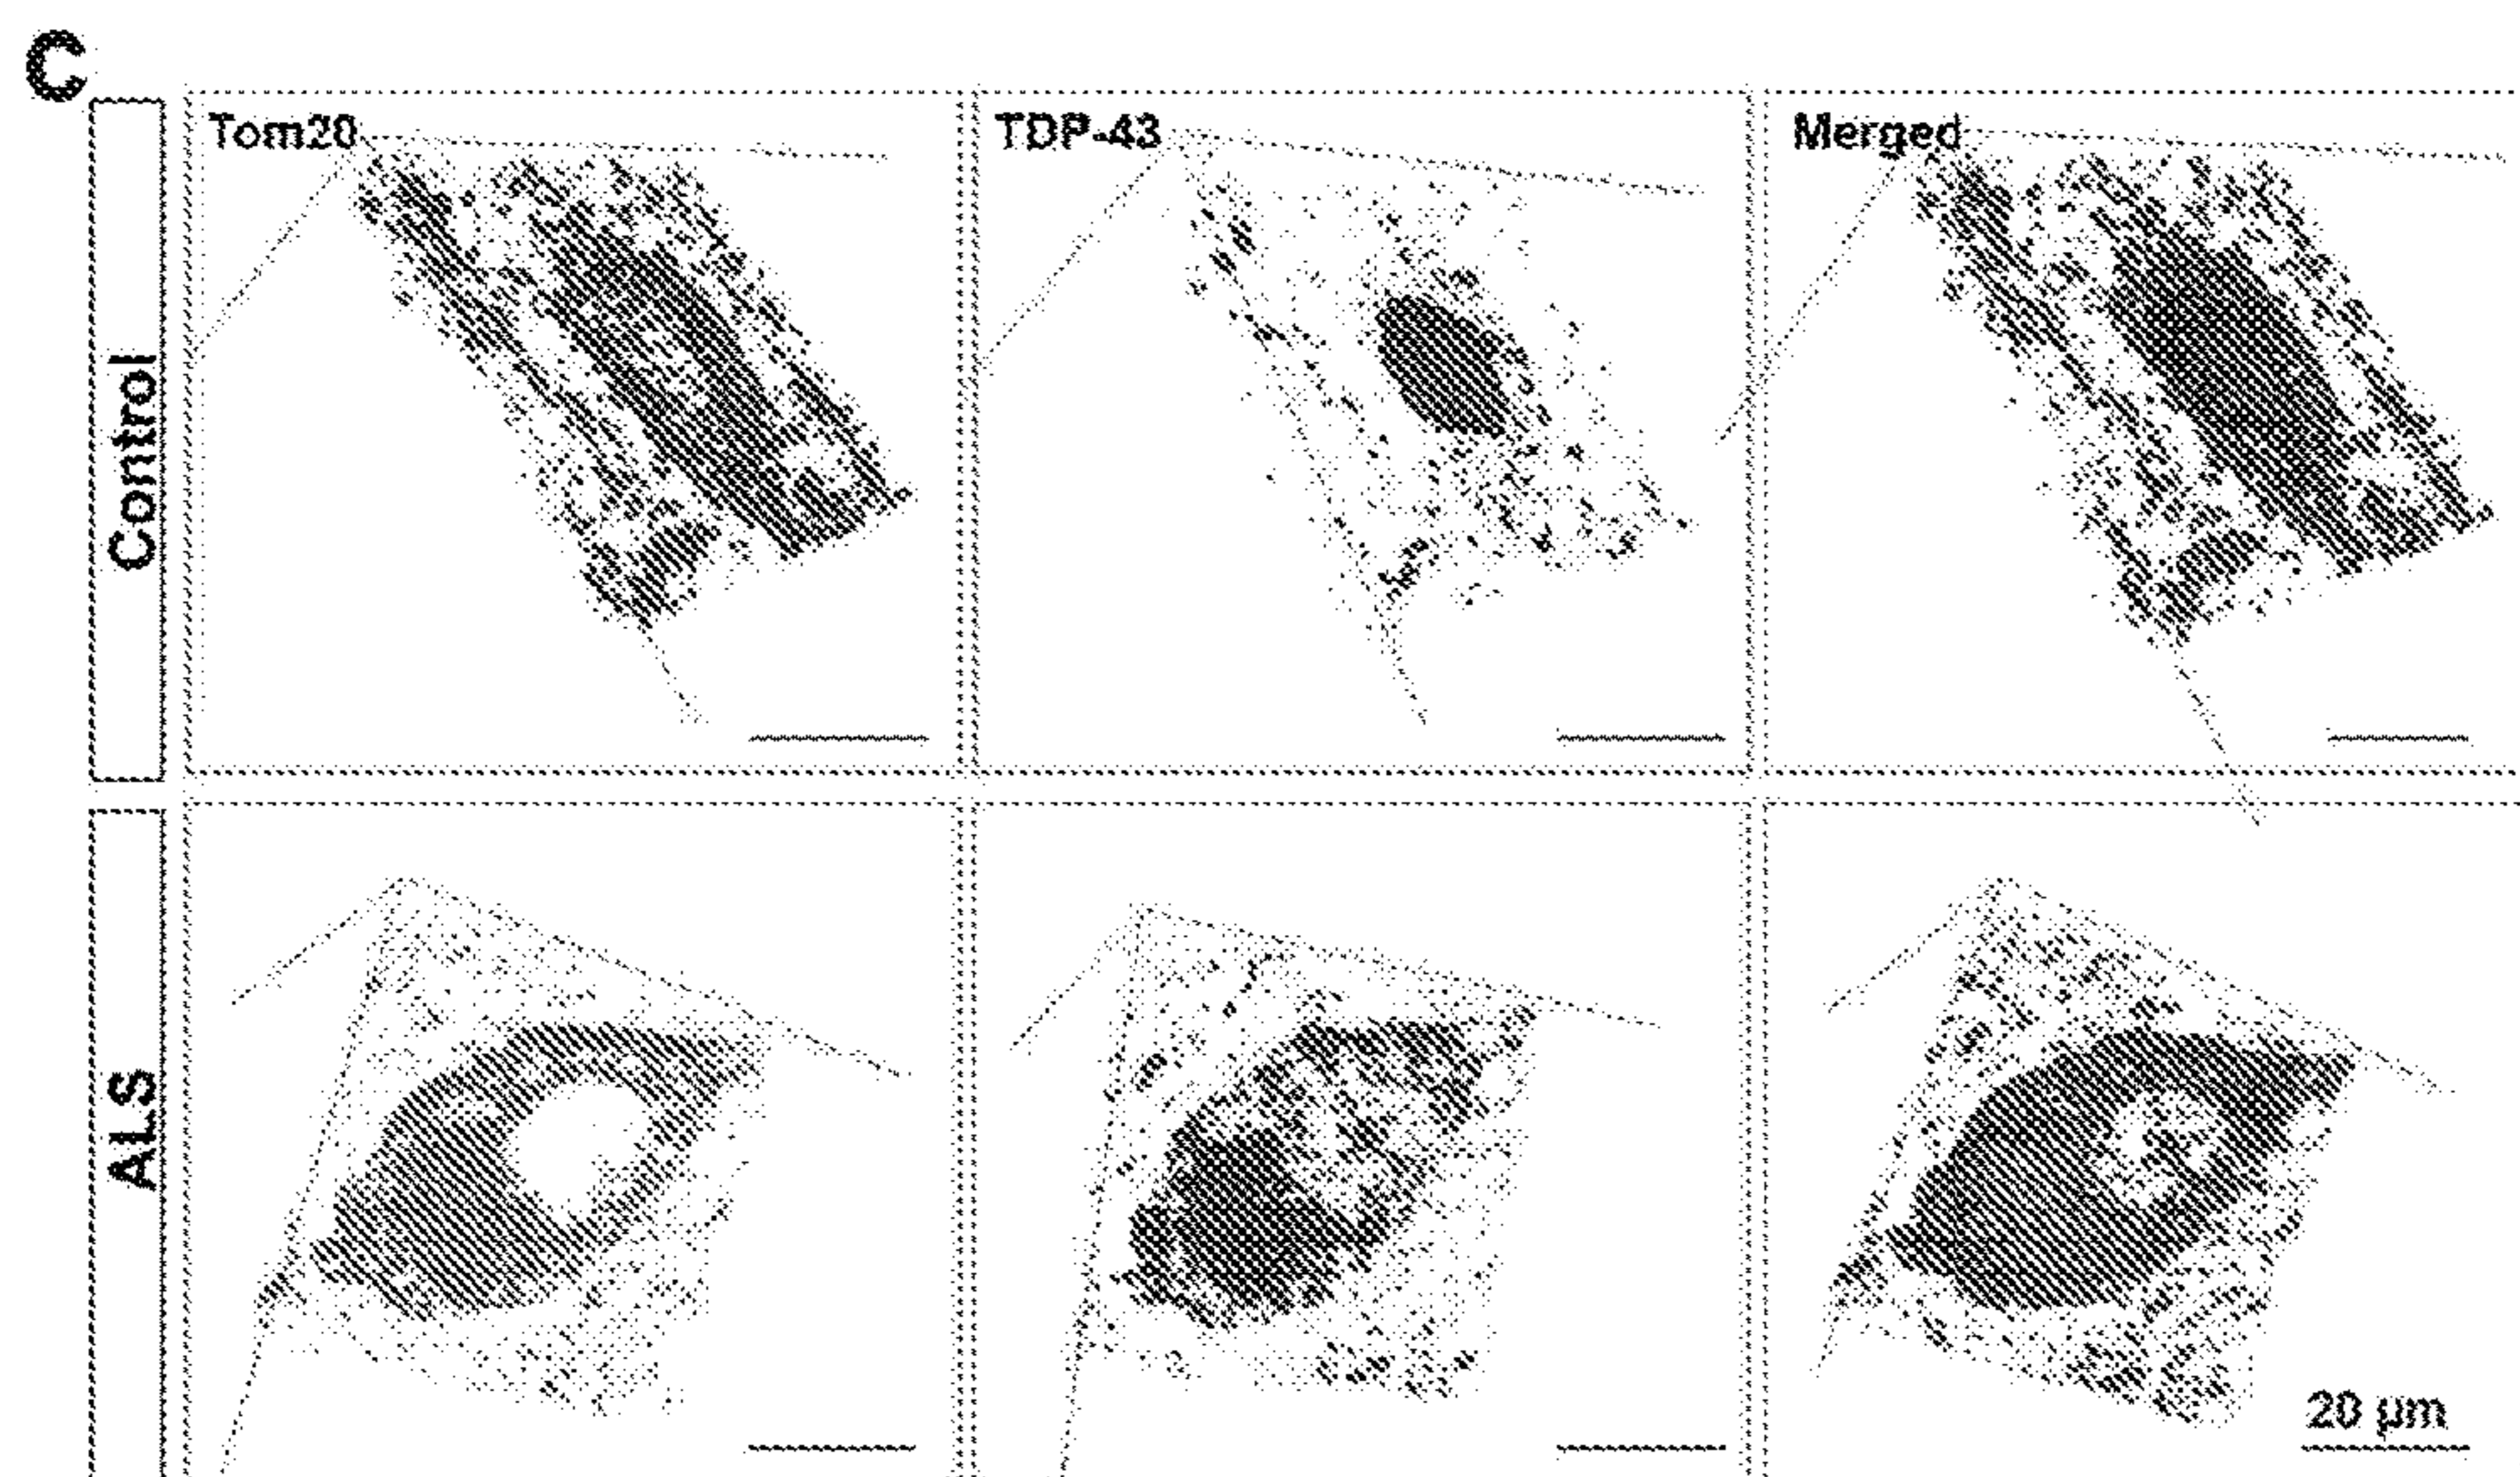 C
Tom20
TDP-43
Merged
Control
ALS
20 μm